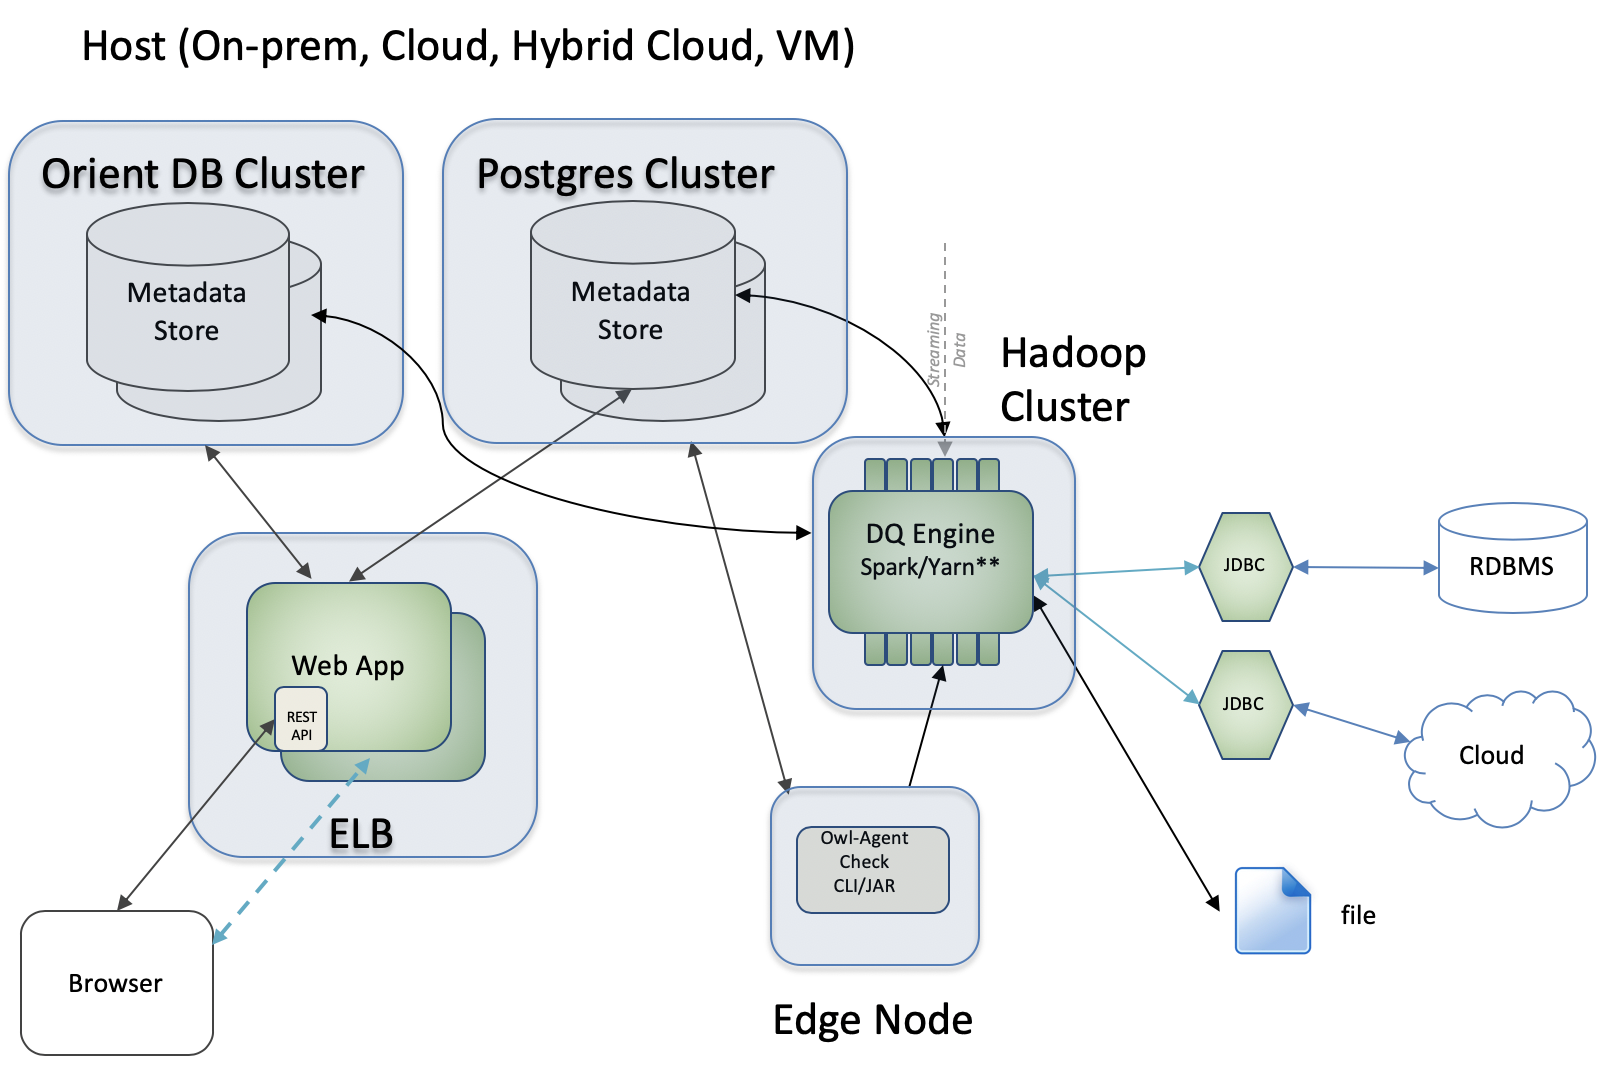 Host (On-prem, Cloud, Hybrid Cloud, VM)
Orient DB Cluster
Metadata
Store
Postgres Cluster
Metadata
Store
Streaming
Data
Hadoop
Cluster
DQ Engine
Spark/Yarn**
JDBC
RDBMS
JDBC
Cloud
Web App
REST
API
ELB
Owl-Agent
Check
CLI/JAR
file
Browser
Edge Node